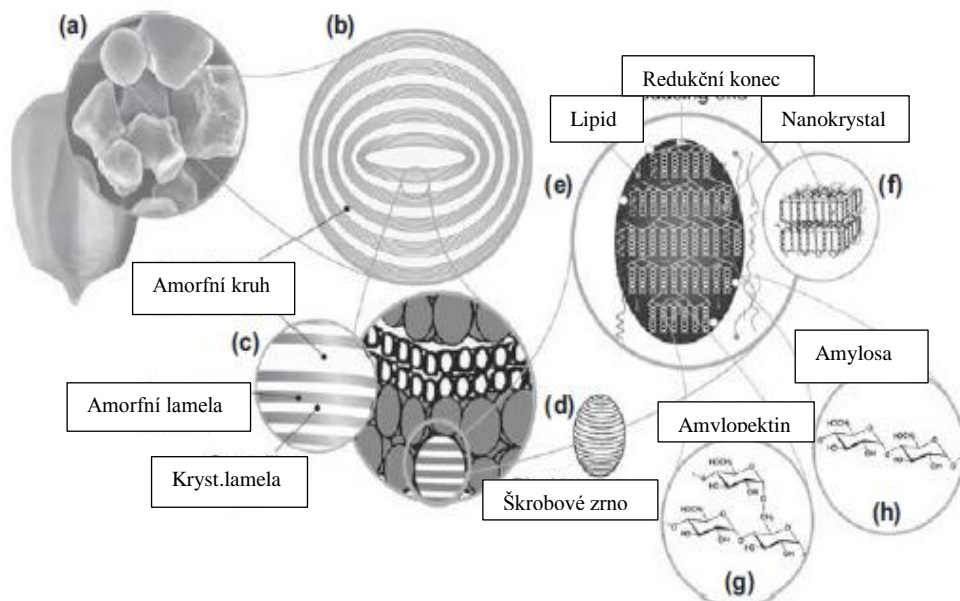 (a)
(b)
Redukční konec
Lipid
Nanokrystal
(e)
(f)
Amorfní kruh
(c)
Amylosa
Amorfní lamela
(d)
Amylopektin
Kryst.lamela
Škrobové zrno
(h)
(g)